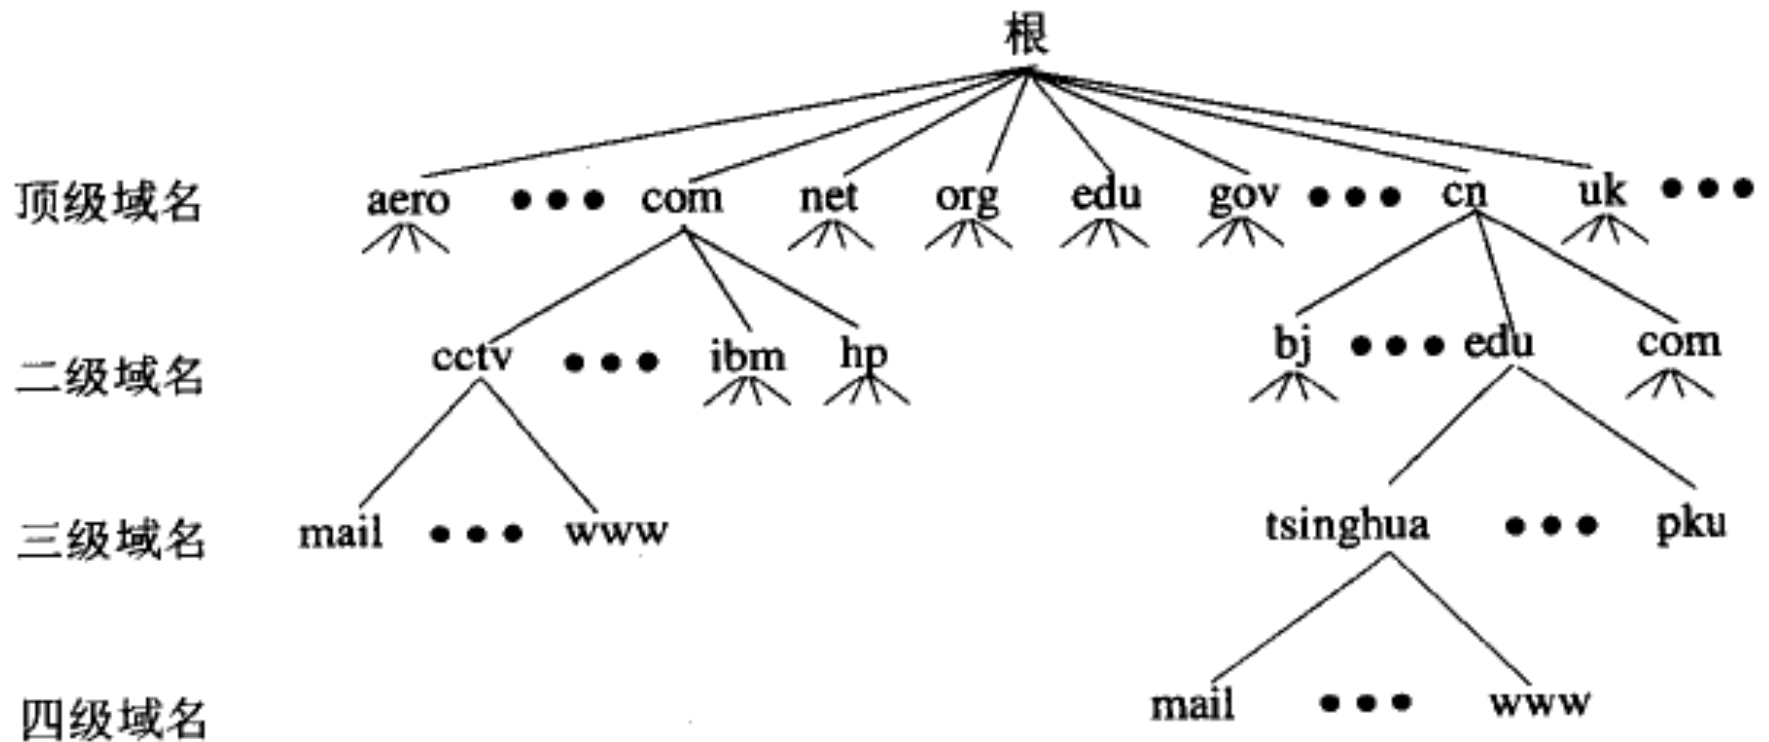 根
顶级域名 aero ••• com net org edu gov ••• cn uk •••
二级域名 cctv ••• ibm hp bj ••• edu com
三级域名 mail ••• www tsinghua ••• pku
四级域名 mail ••• www